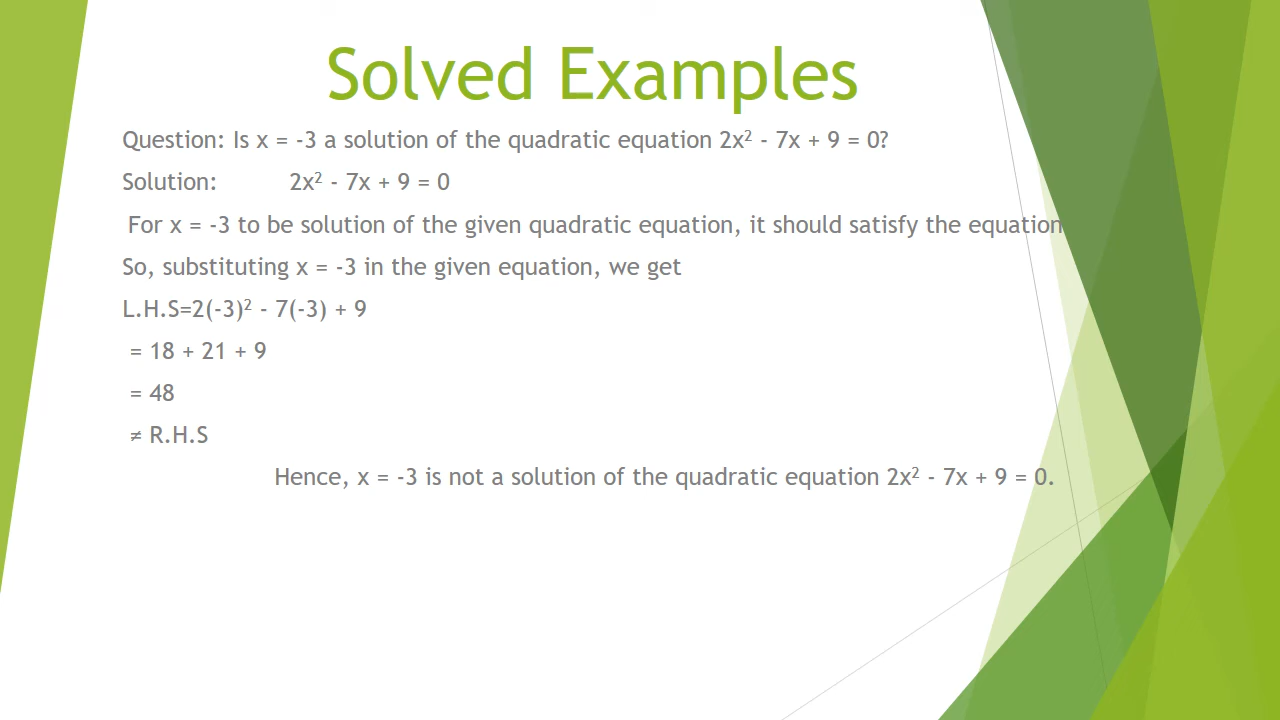 Solved Examples
Question: Is x = -3 a solution of the quadratic equation 2x² - 7x + 9 = 0?
Solution: 2x² - 7x + 9 = 0
For x = -3 to be solution of the given quadratic equation, it should satisfy the equation
So, substituting x = -3 in the given equation, we get
L.H.S=2(-3)² - 7(-3) + 9
= 18 + 21 + 9
= 48
≠ R.H.S
Hence, x = -3 is not a solution of the quadratic equation 2x² - 7x + 9 = 0.